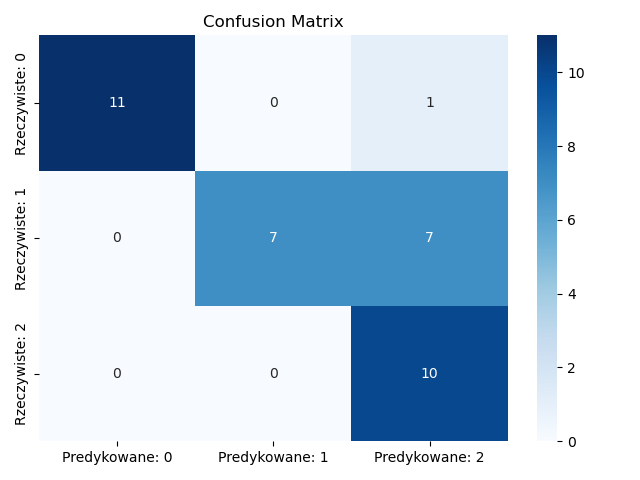 Confusion Matrix
Rzeczywiste: 0
11 0 1
Rzeczywiste: 1
0 7 7
Rzeczywiste: 2
0 0 10
Predykowane: 0 Predykowane: 1 Predykowane: 2
10
8
6
4
2
0